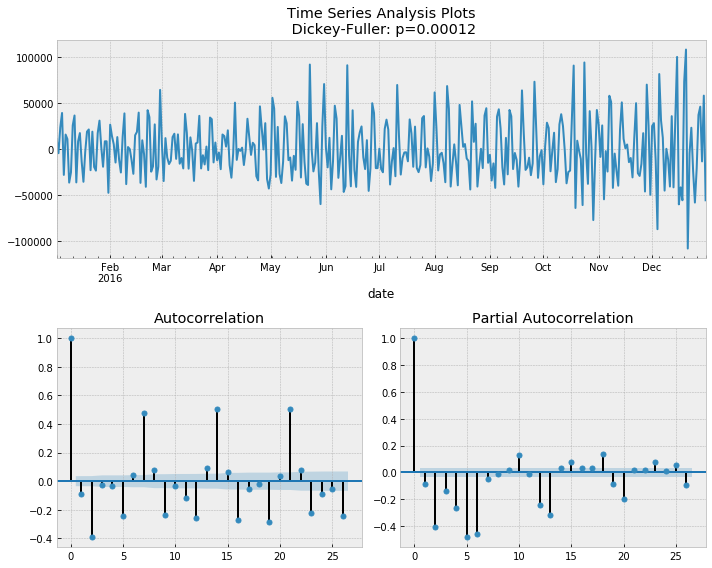 Time Series Analysis Plots
Dickey-Fuller: p=0.00012
100000
50000
0
−50000
−100000
Feb Mar Apr May Jun Jul Aug Sep Oct Nov Dec
2016
date
Autocorrelation
1.0
0.8
0.6
0.4
0.2
0.0
−0.2
−0.4
0 5 10 15 20 25
Partial Autocorrelation
1.0
0.8
0.6
0.4
0.2
0.0
−0.2
−0.4
0 5 10 15 20 25